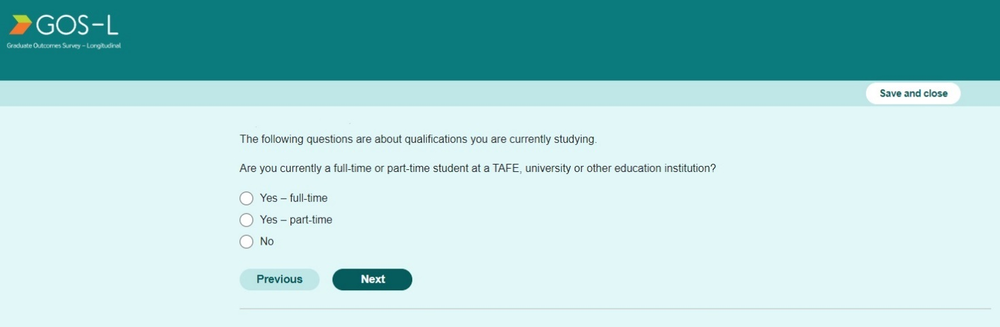 GOS-L
Graduate Outcomes Survey – Longitudinal
Save and close
The following questions are about qualifications you are currently studying.
Are you currently a full-time or part-time student at a TAFE, university or other education institution?
Yes – full-time
Yes – part-time
No
Previous Next